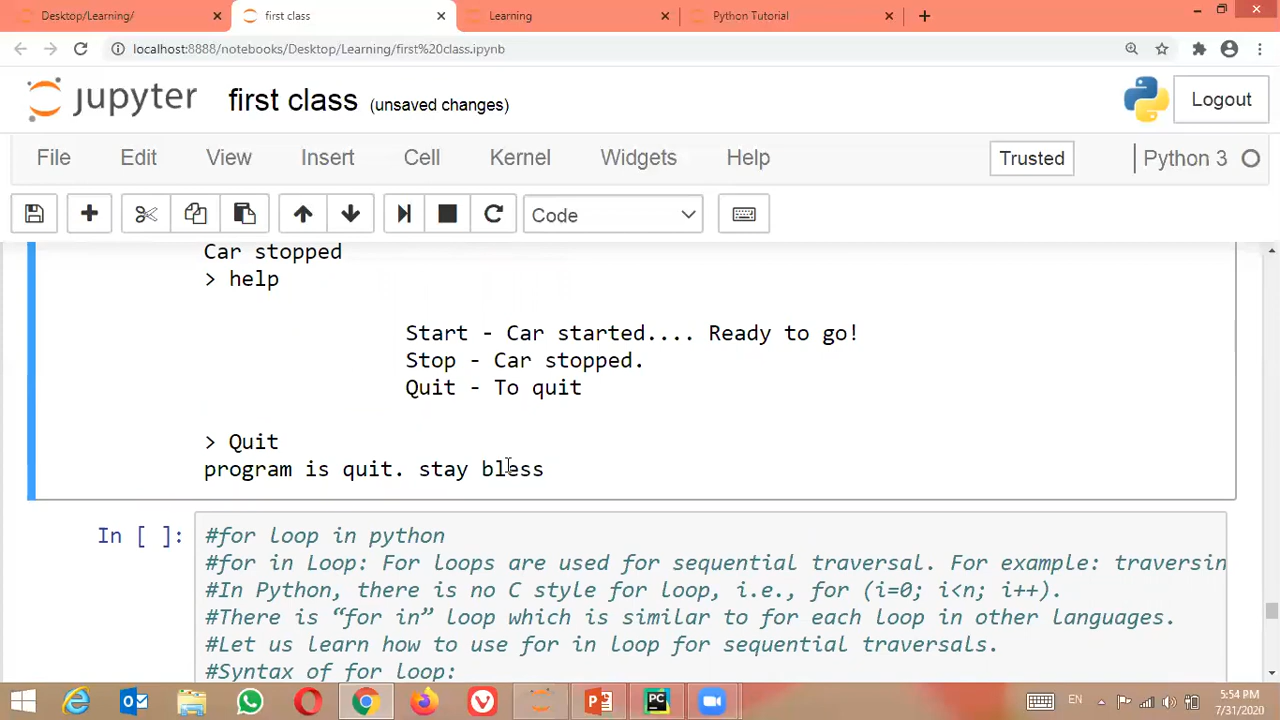 Desktop/Learning/
first class
Learning
Python Tutorial
localhost:8888/notebooks/Desktop/Learning/first%20class.ipynb
jupyter first class (unsaved changes)
Logout
File Edit View Insert Cell Kernel Widgets Help
Trusted
Python 3
Code
Car stopped
> help
Start - Car started.... Ready to go!
Stop - Car stopped.
Quit - To quit
> Quit
program is quit. stay bless
In [ ]:
#for loop in python
#for in Loop: For loops are used for sequential traversal. For example: traversin
#In Python, there is no C style for loop, i.e., for (i=0; i<n; i++).
#There is “for in” loop which is similar to for each loop in other languages.
#Let us learn how to use for in loop for sequential traversals.
#Syntax of for loop:
EN
5:54 PM
7/31/2020